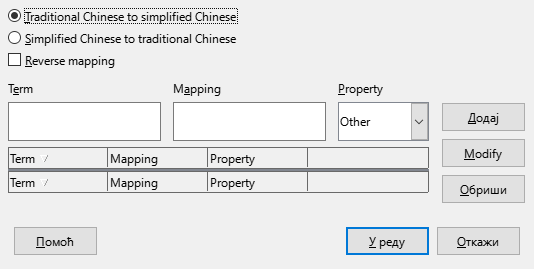 Traditional Chinese to simplified Chinese
Simplified Chinese to traditional Chinese
Reverse mapping
Term Mapping Property
Other Додај
Term / Mapping Property Modify
Term / Mapping Property Обриши
Помоћ У реду Откажи